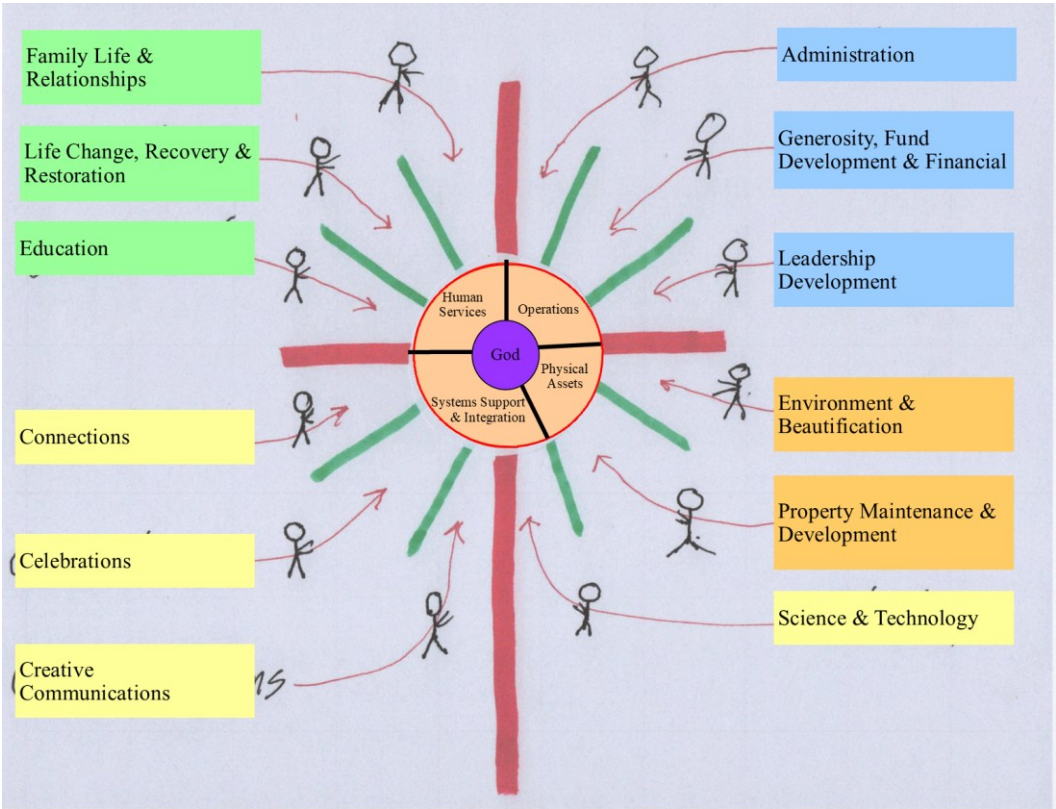 Family Life &
Relationships
Life Change, Recovery &
Restoration
Education
Connections
Celebrations
Creative
Communications
Human
Services
Operations
God
Physical
Assets
Systems Support
& Integration
Administration
Generosity, Fund
Development & Financial
Leadership
Development
Environment &
Beautification
Property Maintenance &
Development
Science & Technology